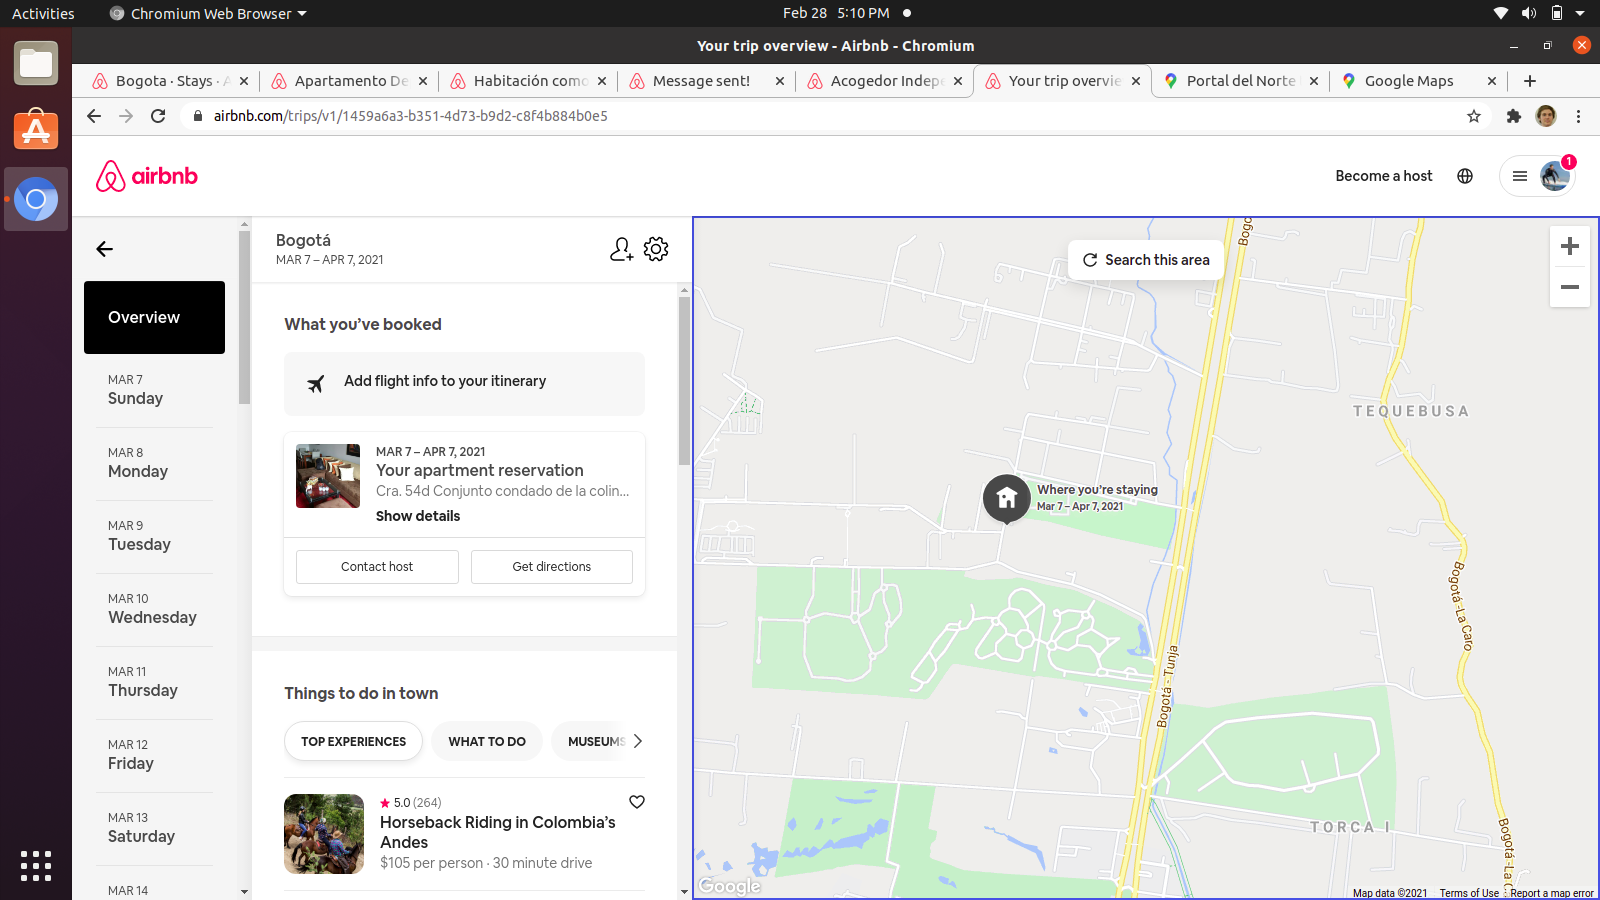 Activities
Chromium Web Browser
Feb 28 5:10 PM
Your trip overview - Airbnb - Chromium
Bogota · Stays · A
Apartamento De
Habitación como
Message sent!
Acogedor Indepe
Your trip overvie
Portal del Norte
Google Maps
airbnb.com/trips/v1/1459a6a3-b351-4d73-b9d2-c8f4b884b0e5
airbnb
Become a host
1
Overview
MAR 7
Sunday
MAR 8
Monday
MAR 9
Tuesday
MAR 10
Wednesday
MAR 11
Thursday
MAR 12
Friday
MAR 13
Saturday
MAR 14
Bogotá
MAR 7 – APR 7, 2021
What you've booked
Add flight info to your itinerary
MAR 7 – APR 7, 2021
Your apartment reservation
Cra. 54d Conjunto condado de la colin...
Show details
Contact host
Get directions
Things to do in town
TOP EXPERIENCES
WHAT TO DO
MUSEUMS
5.0 (264)
Horseback Riding in Colombia's
Andes
$105 per person · 30 minute drive
Search this area
Bogo
TEQUEBUSA
Where you're staying
Mar 7 – Apr 7, 2021
Bogotá -La Caro
Bogotá - Tunja
TORCA I
Bogotá -La C
Google
Map data ©2021
Terms of Use
Report a map error